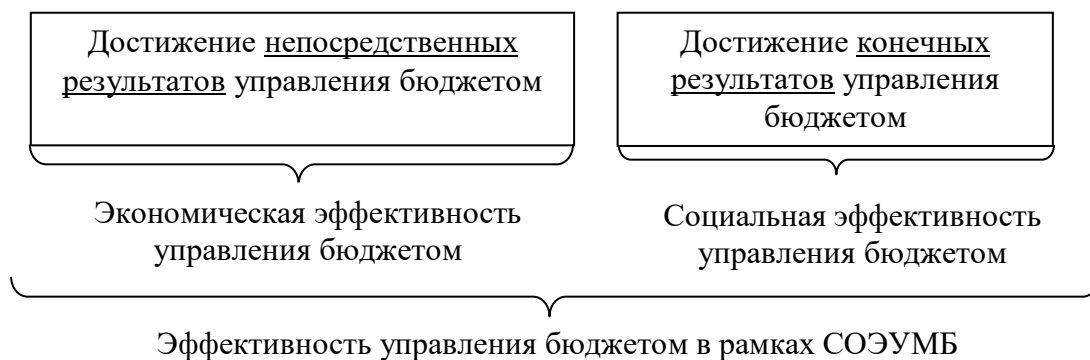 Достижение непосредственных
результатов управления бюджетом
Достижение конечных
результатов управления
бюджетом
Экономическая эффективность
управления бюджетом
Социальная эффективность
управления бюджетом
Эффективность управления бюджетом в рамках СОЭУМБ